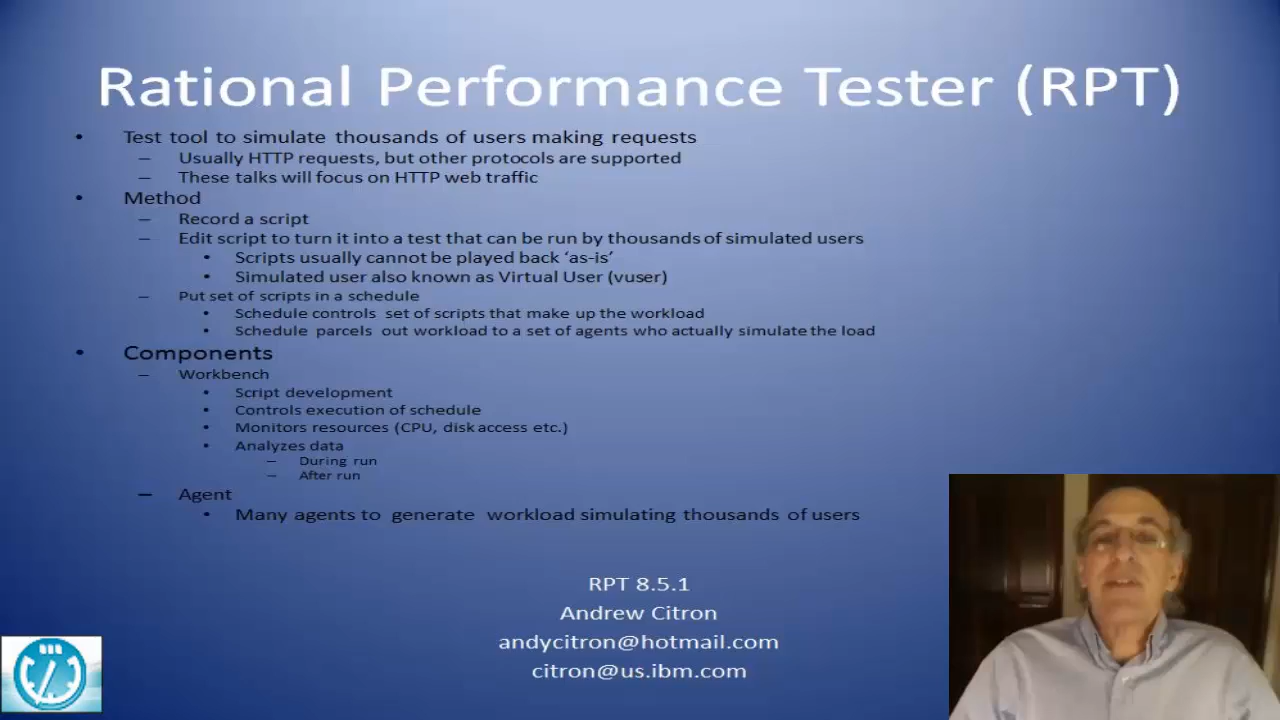 Rational Performance Tester (RPT)
• Test tool to simulate thousands of users making requests
– Usually HTTP requests, but other protocols are supported
– These talks will focus on HTTP web traffic
• Method
– Record a script
– Edit script to turn it into a test that can be run by thousands of simulated users
• Scripts usually cannot be played back ‘as-is’
• Simulated user also known as Virtual User (vuser)
– Put set of scripts in a schedule
• Schedule controls set of scripts that make up the workload
• Schedule parcels out workload to a set of agents who actually simulate the load
• Components
– Workbench
• Script development
• Controls execution of schedule
• Monitors resources (CPU, disk access etc.)
• Analyzes data
– During run
– After run
– Agent
• Many agents to generate workload simulating thousands of users
RPT 8.5.1
Andrew Citron
andycitron@hotmail.com
citron@us.ibm.com